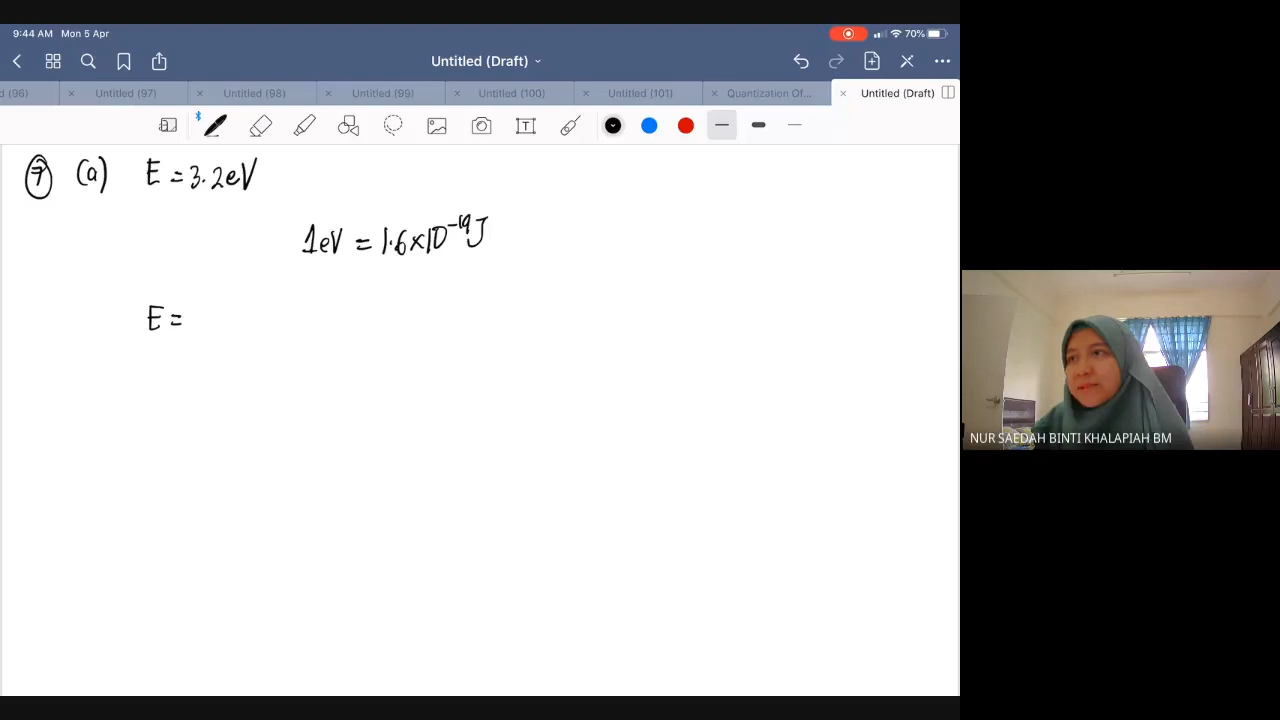 9:44 AM Mon 5 Apr
70%
Untitled (Draft)
d (96)
Untitled (97)
Untitled (98)
Untitled (99)
Untitled (100)
Untitled (101)
Quantization Of...
Untitled (Draft)
T
7 (a) E = 3.2eV
1eV = 1.6×10⁻¹⁹J
E =
NUR SAEDAH BINTI KHALAPIAH BM